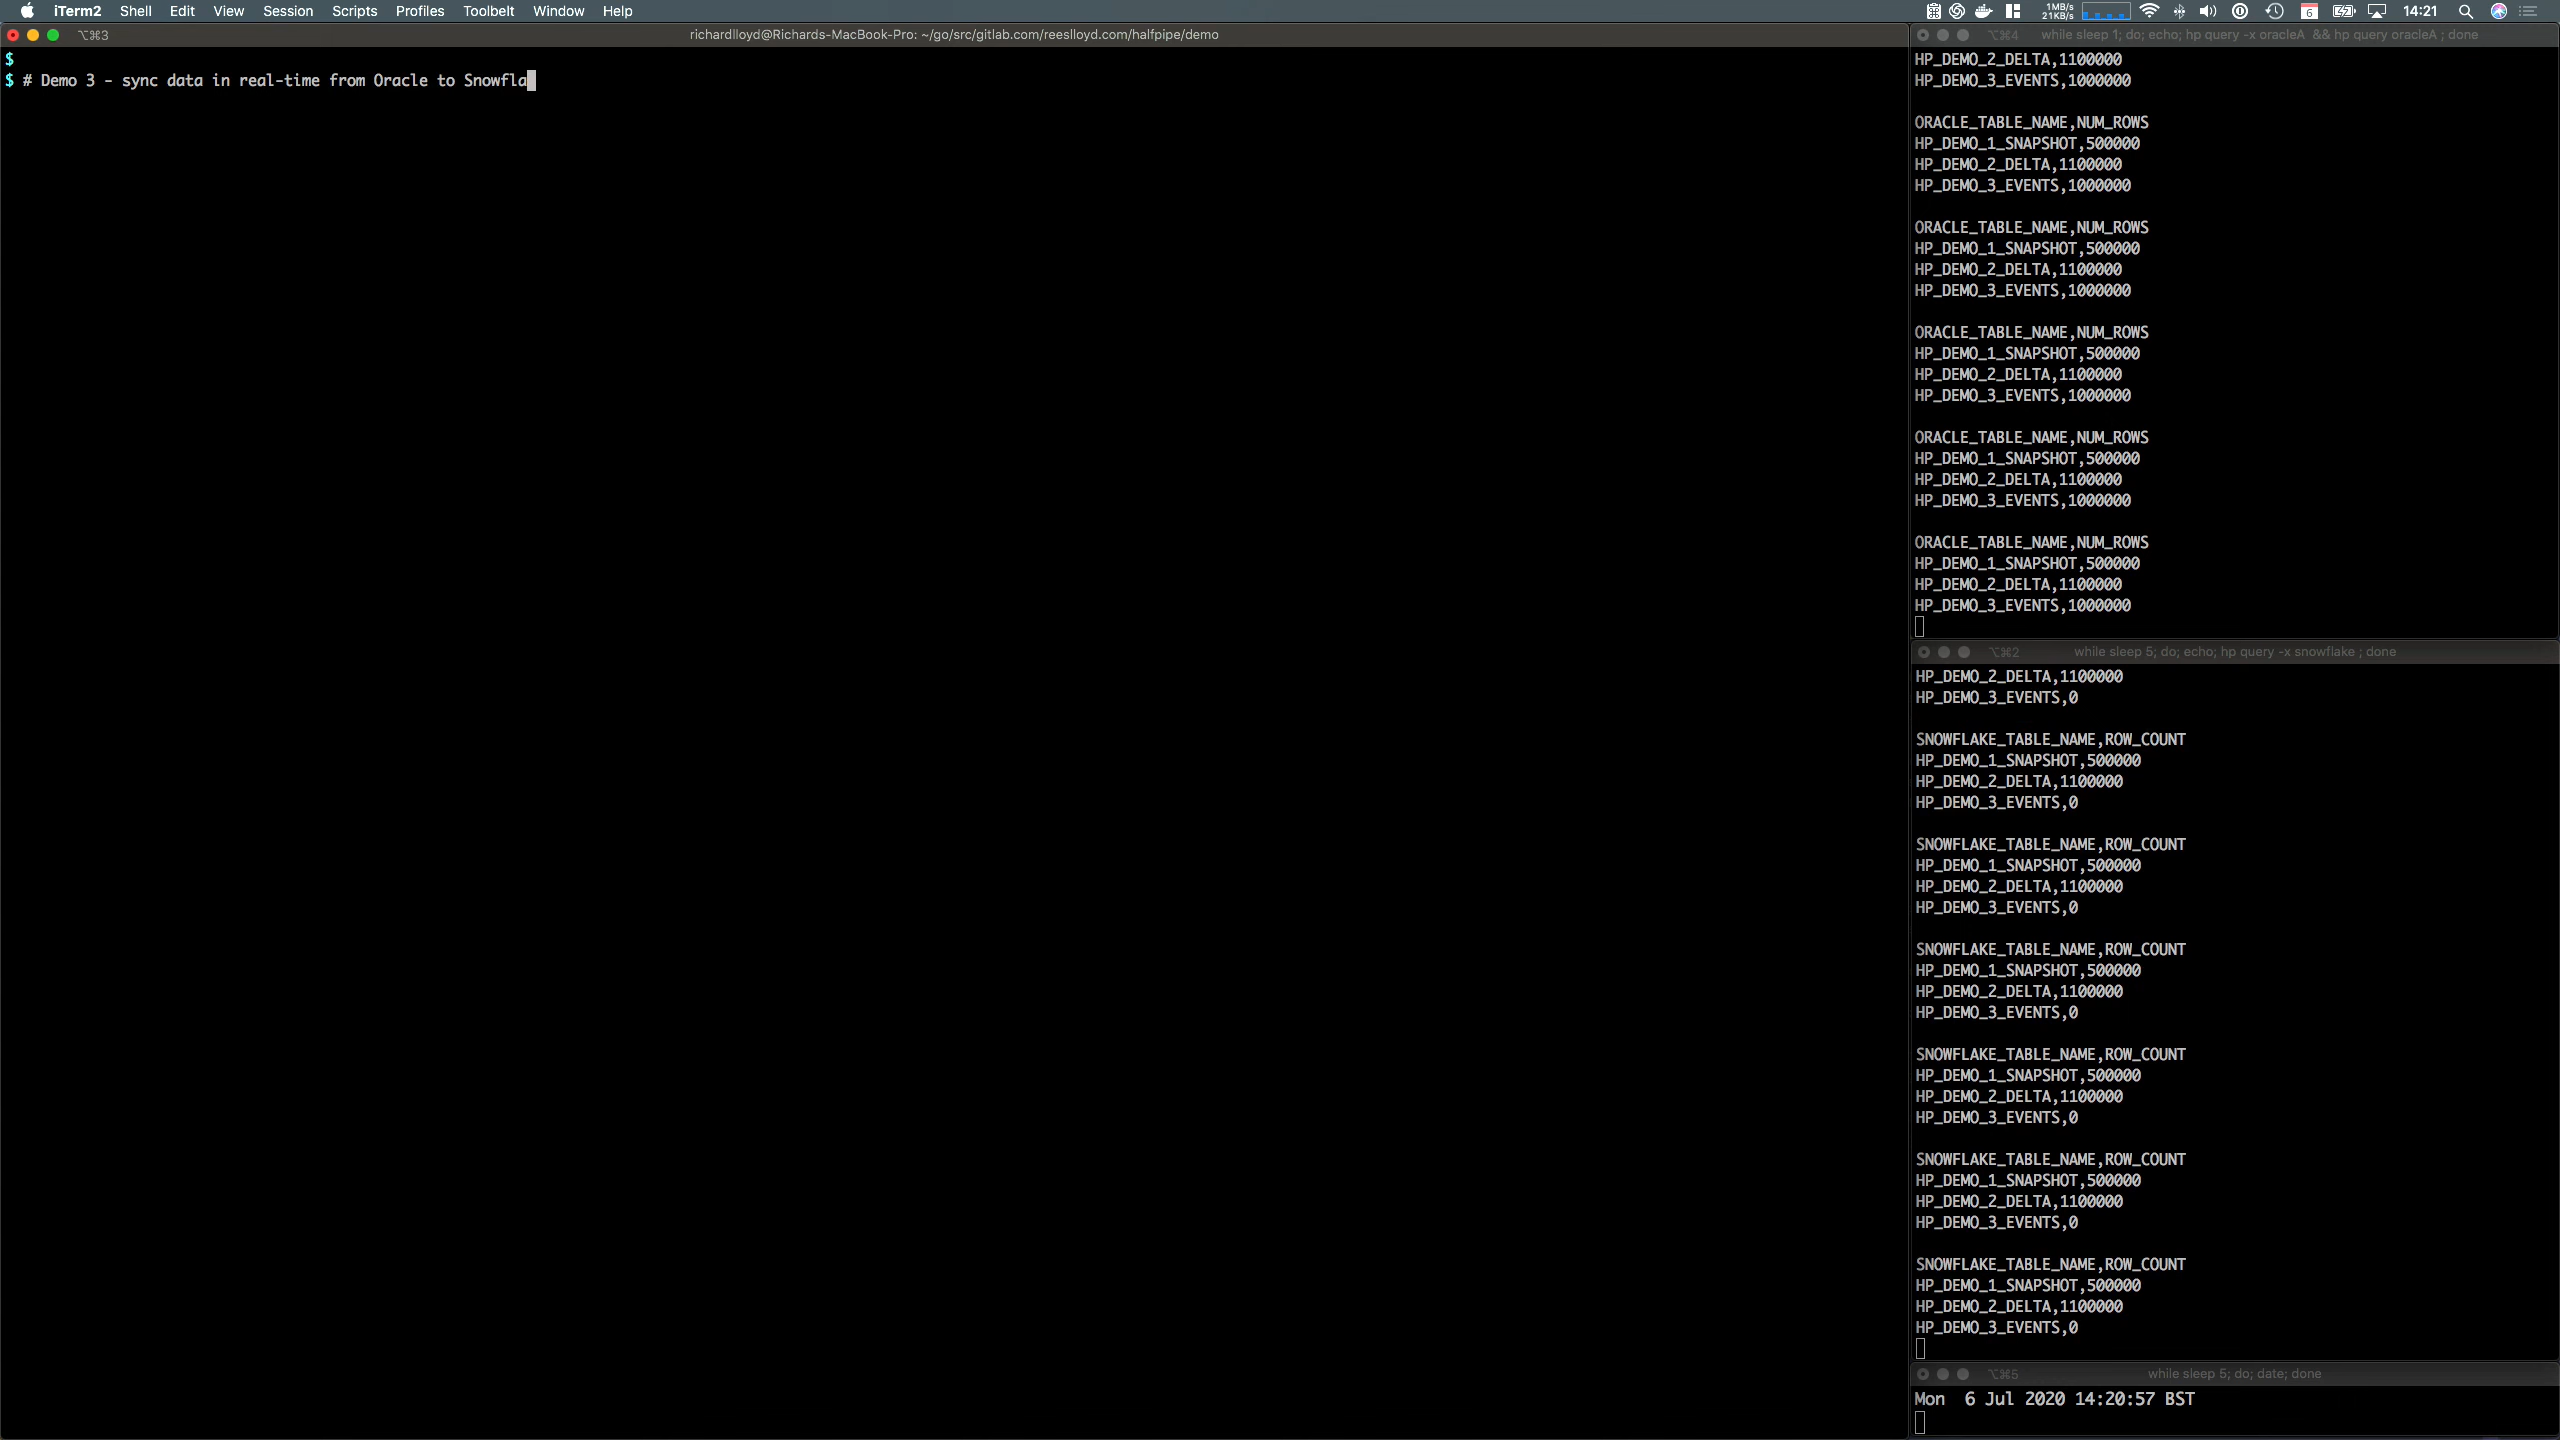 iTerm2 Shell Edit View Session Scripts Profiles Toolbelt Window Help
1MB/s
21KB/s
6
14:21
⌥⌘3 richardlloyd@Richards-MacBook-Pro: ~/go/src/gitlab.com/reeslloyd.com/halfpipe/demo
$
$ # Demo 3 - sync data in real-time from Oracle to Snowfla
⌥⌘4 while sleep 1; do; echo; hp query -x oracleA && hp query oracleA ; done
HP_DEMO_2_DELTA,1100000
HP_DEMO_3_EVENTS,1000000
ORACLE_TABLE_NAME,NUM_ROWS
HP_DEMO_1_SNAPSHOT,500000
HP_DEMO_2_DELTA,1100000
HP_DEMO_3_EVENTS,1000000
ORACLE_TABLE_NAME,NUM_ROWS
HP_DEMO_1_SNAPSHOT,500000
HP_DEMO_2_DELTA,1100000
HP_DEMO_3_EVENTS,1000000
ORACLE_TABLE_NAME,NUM_ROWS
HP_DEMO_1_SNAPSHOT,500000
HP_DEMO_2_DELTA,1100000
HP_DEMO_3_EVENTS,1000000
ORACLE_TABLE_NAME,NUM_ROWS
HP_DEMO_1_SNAPSHOT,500000
HP_DEMO_2_DELTA,1100000
HP_DEMO_3_EVENTS,1000000
ORACLE_TABLE_NAME,NUM_ROWS
HP_DEMO_1_SNAPSHOT,500000
HP_DEMO_2_DELTA,1100000
HP_DEMO_3_EVENTS,1000000
⌥⌘2 while sleep 5; do; echo; hp query -x snowflake ; done
HP_DEMO_2_DELTA,1100000
HP_DEMO_3_EVENTS,0
SNOWFLAKE_TABLE_NAME,ROW_COUNT
HP_DEMO_1_SNAPSHOT,500000
HP_DEMO_2_DELTA,1100000
HP_DEMO_3_EVENTS,0
SNOWFLAKE_TABLE_NAME,ROW_COUNT
HP_DEMO_1_SNAPSHOT,500000
HP_DEMO_2_DELTA,1100000
HP_DEMO_3_EVENTS,0
SNOWFLAKE_TABLE_NAME,ROW_COUNT
HP_DEMO_1_SNAPSHOT,500000
HP_DEMO_2_DELTA,1100000
HP_DEMO_3_EVENTS,0
SNOWFLAKE_TABLE_NAME,ROW_COUNT
HP_DEMO_1_SNAPSHOT,500000
HP_DEMO_2_DELTA,1100000
HP_DEMO_3_EVENTS,0
SNOWFLAKE_TABLE_NAME,ROW_COUNT
HP_DEMO_1_SNAPSHOT,500000
HP_DEMO_2_DELTA,1100000
HP_DEMO_3_EVENTS,0
SNOWFLAKE_TABLE_NAME,ROW_COUNT
HP_DEMO_1_SNAPSHOT,500000
HP_DEMO_2_DELTA,1100000
HP_DEMO_3_EVENTS,0
⌥⌘5 while sleep 5; do; date; done
Mon  6 Jul 2020 14:20:57 BST